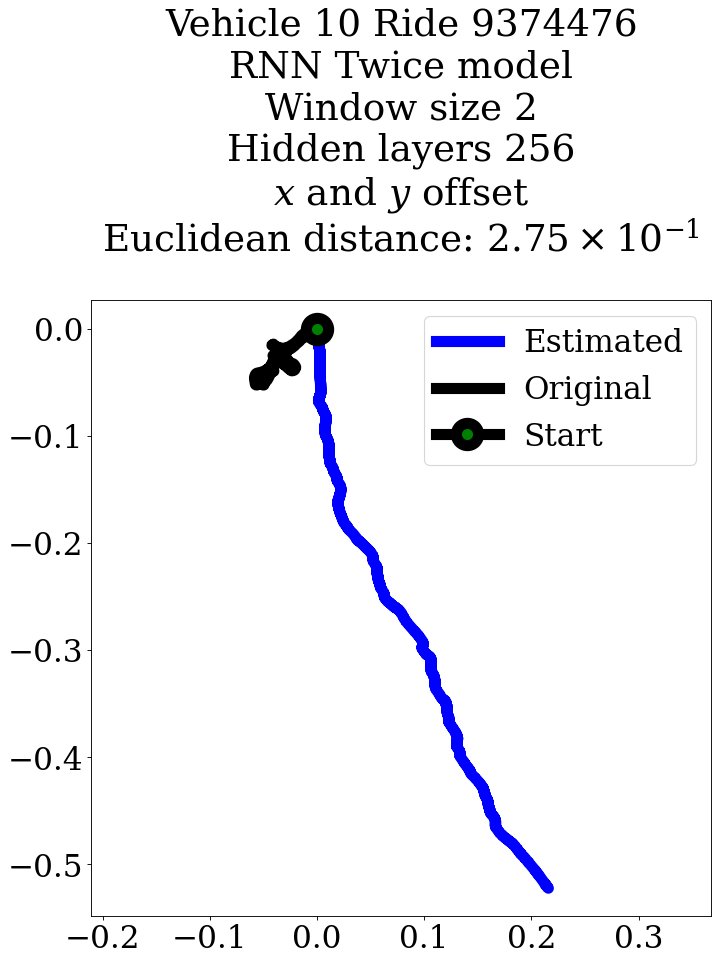 Vehicle 10 Ride 9374476
RNN Twice model
Window size 2
Hidden layers 256
x and y offset
Euclidean distance: 2.75 × 10⁻¹
Estimated
Original
Start
0.0
−0.1
−0.2
−0.3
−0.4
−0.5
−0.2 −0.1 0.0 0.1 0.2 0.3